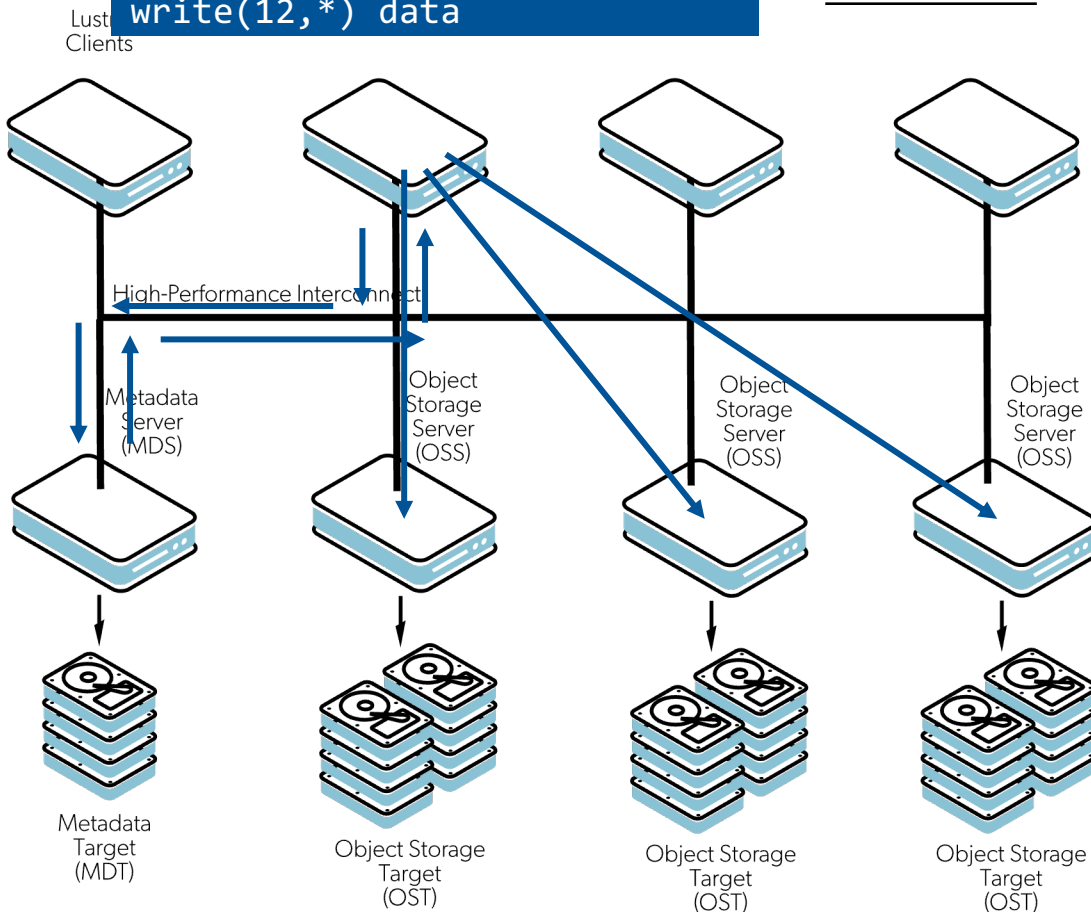 write(12,*) data
Lust
Clients
High-Performance Interconnect
Metadata
Server
(MDS)
Object
Storage
Server
(OSS)
Object
Storage
Server
(OSS)
Object
Storage
Server
(OSS)
Metadata
Target
(MDT)
Object Storage
Target
(OST)
Object Storage
Target
(OST)
Object Storage
Target
(OST)